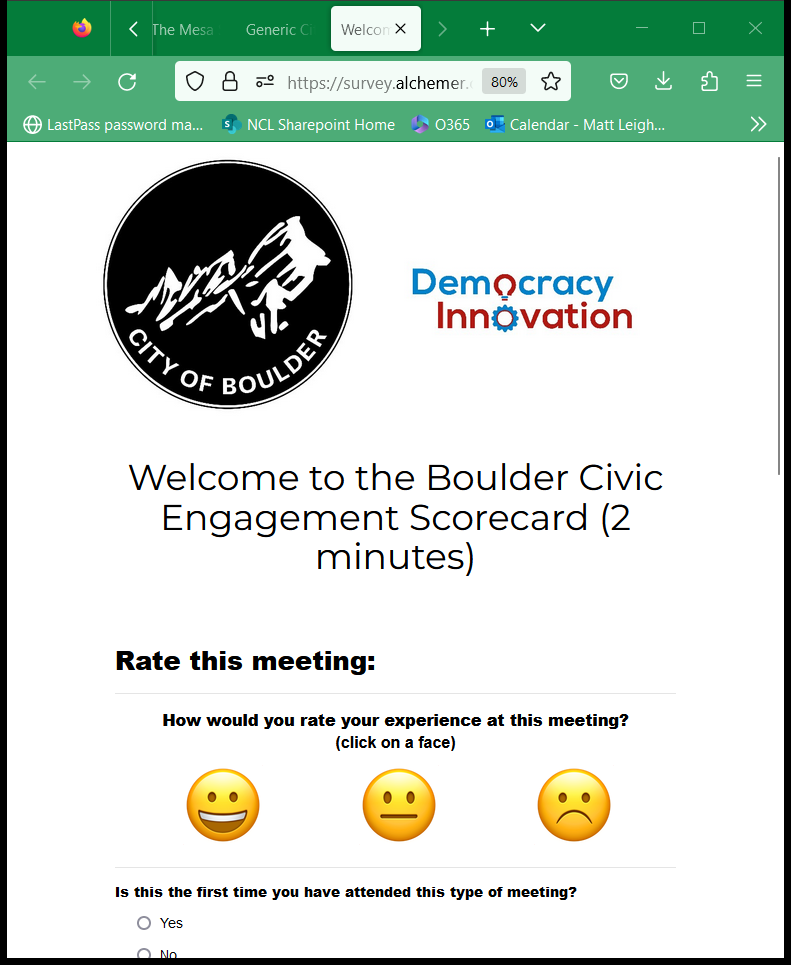 The Mesa
Generic Ci
Welcom
https://survey.alchemer.
80%
LastPass password ma...
NCL Sharepoint Home
O365
Calendar - Matt Leigh...
CITY OF BOULDER
Democracy
Innovation
Welcome to the Boulder Civic
Engagement Scorecard (2
minutes)
Rate this meeting:
How would you rate your experience at this meeting?
(click on a face)
Is this the first time you have attended this type of meeting?
Yes
No